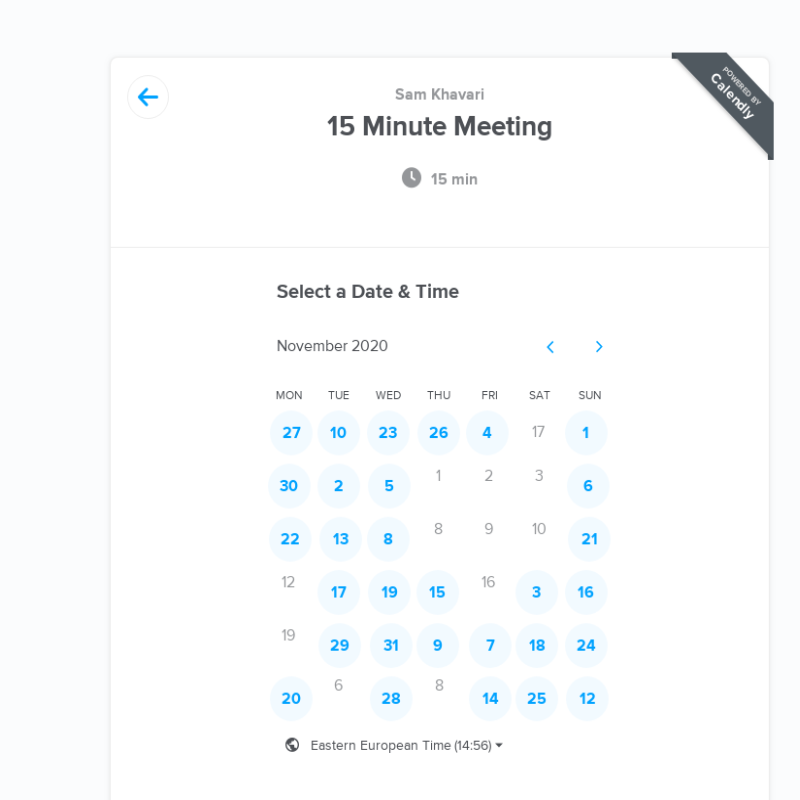 POWERED BY
Calendly
Sam Khavari
15 Minute Meeting
15 min
Select a Date & Time
November 2020
MON TUE WED THU FRI SAT SUN
27 10 23 26 4 17 1
30 2 5 1 2 3 6
22 13 8 8 9 10 21
12 17 19 15 16 3 16
19 29 31 9 7 18 24
20 6 28 8 14 25 12
Eastern European Time (14:56)